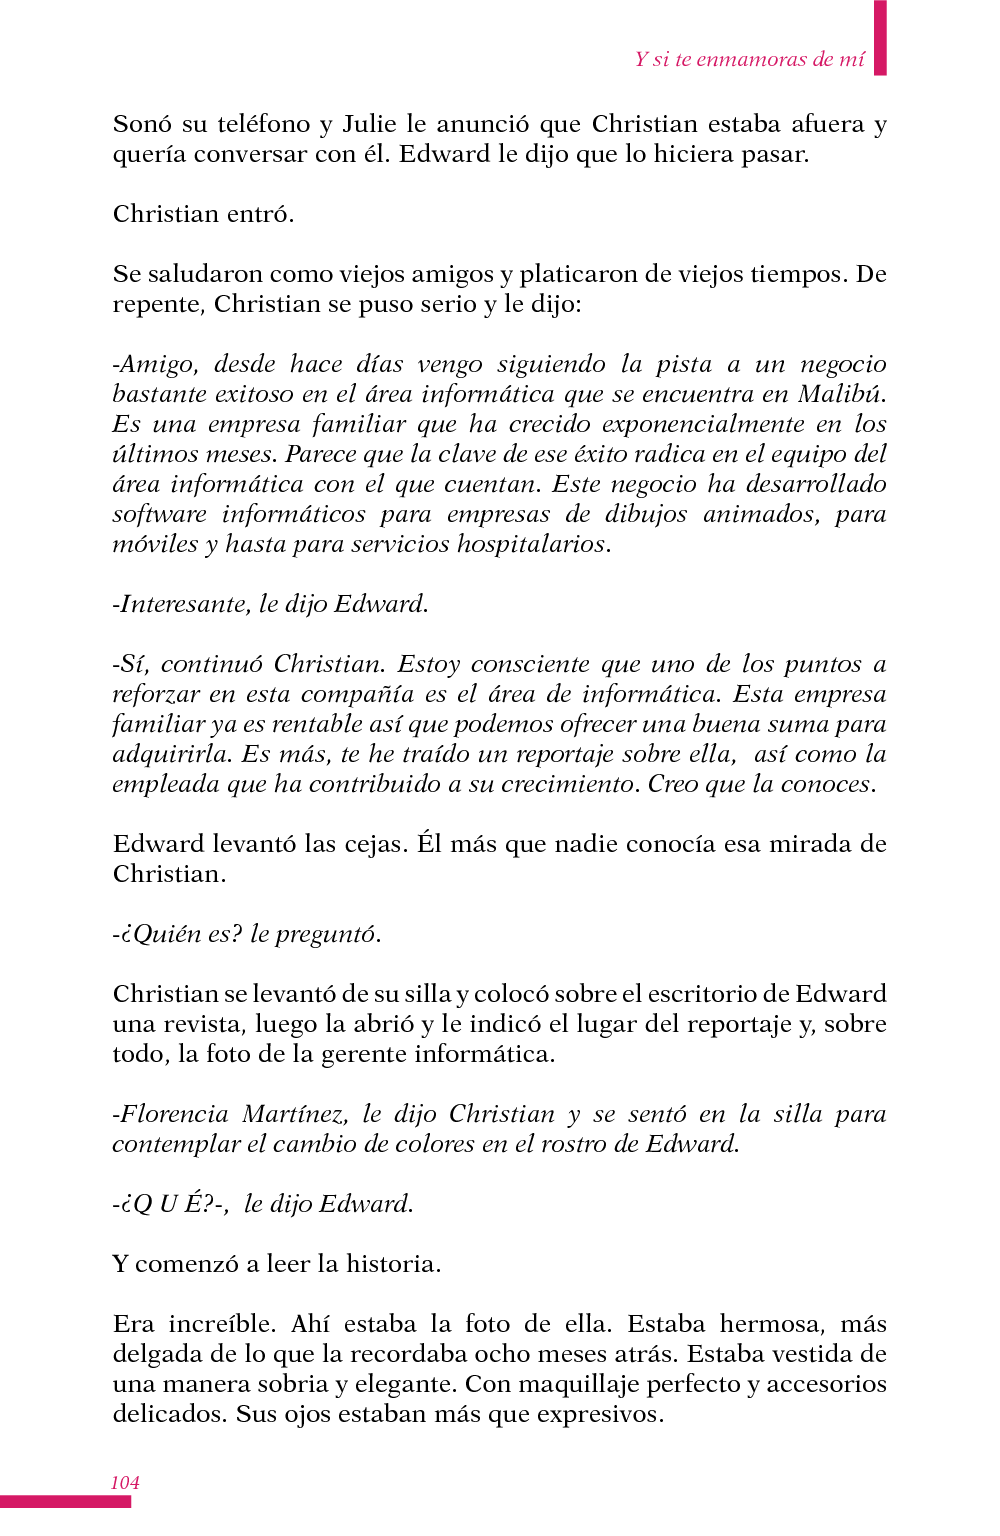 Y si te enmamoras de mí
Sonó su teléfono y Julie le anunció que Christian estaba afuera y
quería conversar con él. Edward le dijo que lo hiciera pasar.
Christian entró.
Se saludaron como viejos amigos y platicaron de viejos tiempos. De
repente, Christian se puso serio y le dijo:
-Amigo, desde hace días vengo siguiendo la pista a un negocio
bastante exitoso en el área informática que se encuentra en Malibú.
Es una empresa familiar que ha crecido exponencialmente en los
últimos meses. Parece que la clave de ese éxito radica en el equipo del
área informática con el que cuentan. Este negocio ha desarrollado
software informáticos para empresas de dibujos animados, para
móviles y hasta para servicios hospitalarios.
-Interesante, le dijo Edward.
-Sí, continuó Christian. Estoy consciente que uno de los puntos a
reforzar en esta compañía es el área de informática. Esta empresa
familiar ya es rentable así que podemos ofrecer una buena suma para
adquirirla. Es más, te he traído un reportaje sobre ella,  así como la
empleada que ha contribuido a su crecimiento. Creo que la conoces.
Edward levantó las cejas. Él más que nadie conocía esa mirada de
Christian.
-¿Quién es? le preguntó.
Christian se levantó de su silla y colocó sobre el escritorio de Edward
una revista, luego la abrió y le indicó el lugar del reportaje y, sobre
todo, la foto de la gerente informática.
-Florencia Martínez, le dijo Christian y se sentó en la silla para
contemplar el cambio de colores en el rostro de Edward.
-¿Q U É?-,  le dijo Edward.
Y comenzó a leer la historia.
Era increíble. Ahí estaba la foto de ella. Estaba hermosa, más
delgada de lo que la recordaba ocho meses atrás. Estaba vestida de
una manera sobria y elegante. Con maquillaje perfecto y accesorios
delicados. Sus ojos estaban más que expresivos.
104